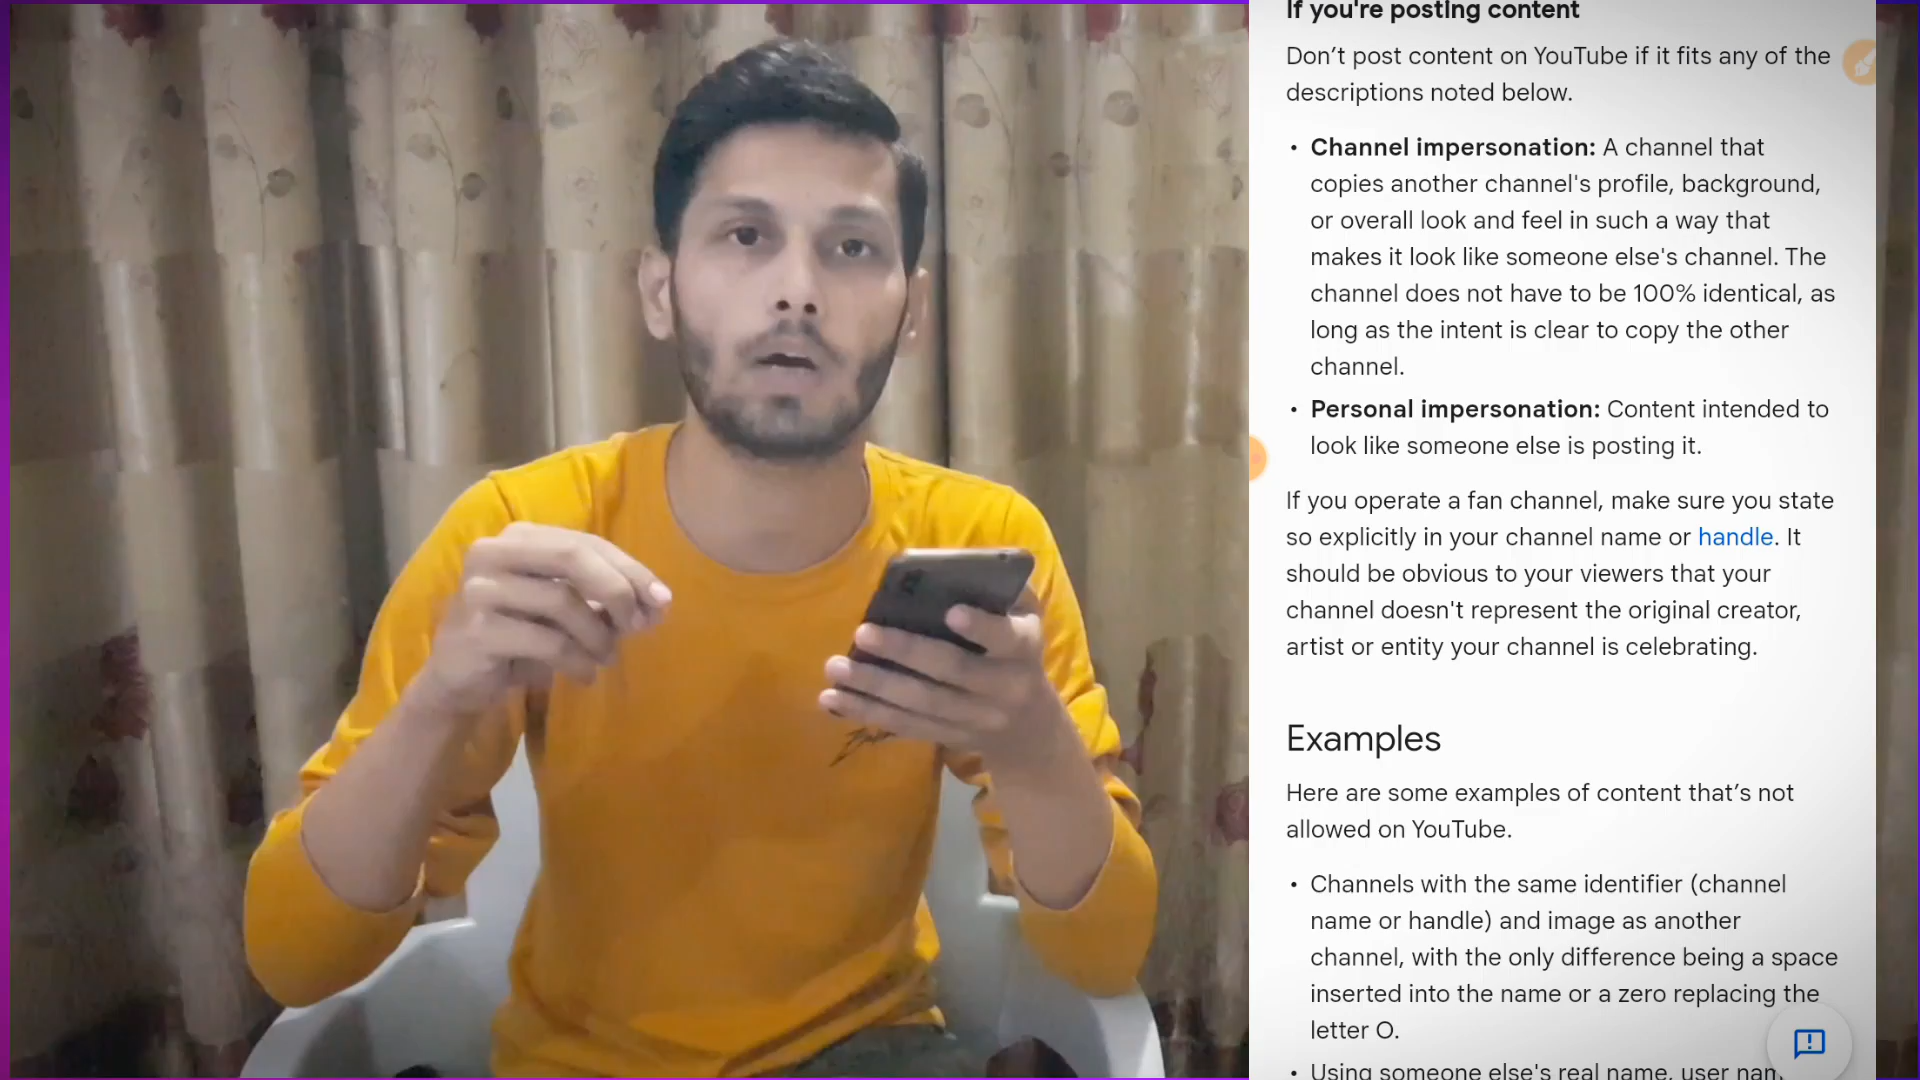 If you're posting content
Don’t post content on YouTube if it fits any of the
descriptions noted below.
• Channel impersonation: A channel that
copies another channel's profile, background,
or overall look and feel in such a way that
makes it look like someone else's channel. The
channel does not have to be 100% identical, as
long as the intent is clear to copy the other
channel.
• Personal impersonation: Content intended to
look like someone else is posting it.
If you operate a fan channel, make sure you state
so explicitly in your channel name or handle. It
should be obvious to your viewers that your
channel doesn't represent the original creator,
artist or entity your channel is celebrating.
Examples
Here are some examples of content that’s not
allowed on YouTube.
• Channels with the same identifier (channel
name or handle) and image as another
channel, with the only difference being a space
inserted into the name or a zero replacing the
letter O.
• Using someone else's real name, user name,